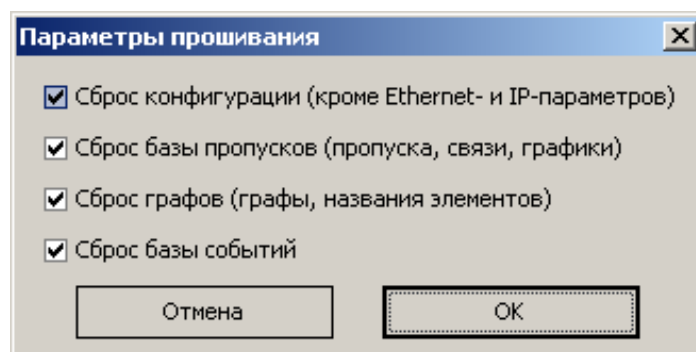 Параметры прошивания
Сброс конфигурации (кроме Ethernet- и IP-параметров)
Сброс базы пропусков (пропуска, связи, графики)
Сброс графов (графы, названия элементов)
Сброс базы событий
Отмена
OK